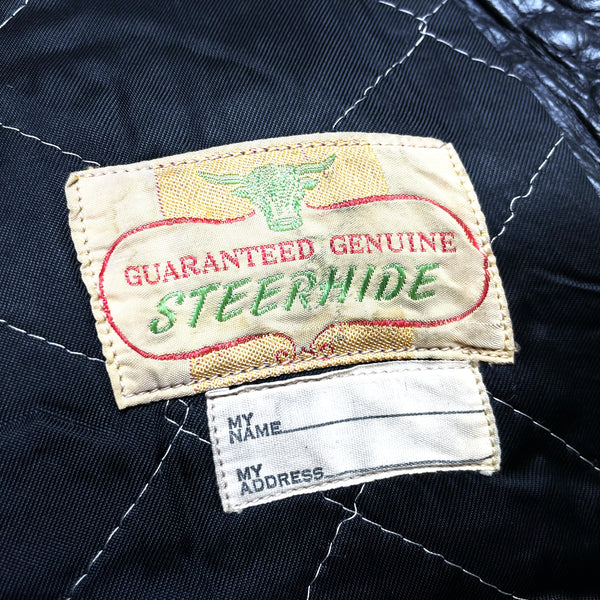 GUARANTEED GENUINE
STEERHIDE
MY
NAME
MY
ADDRESS